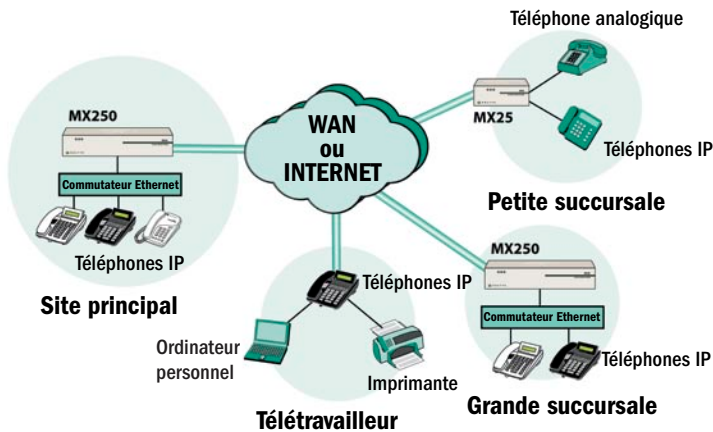 Téléphone analogique
MX25
Téléphones IP
Petite succursale
MX250
Commutateur Ethernet
Téléphones IP
Site principal
WAN
ou
INTERNET
MX250
Commutateur Ethernet
Téléphones IP
Grande succursale
Téléphones IP
Ordinateur
personnel
Imprimante
Télétravailleur